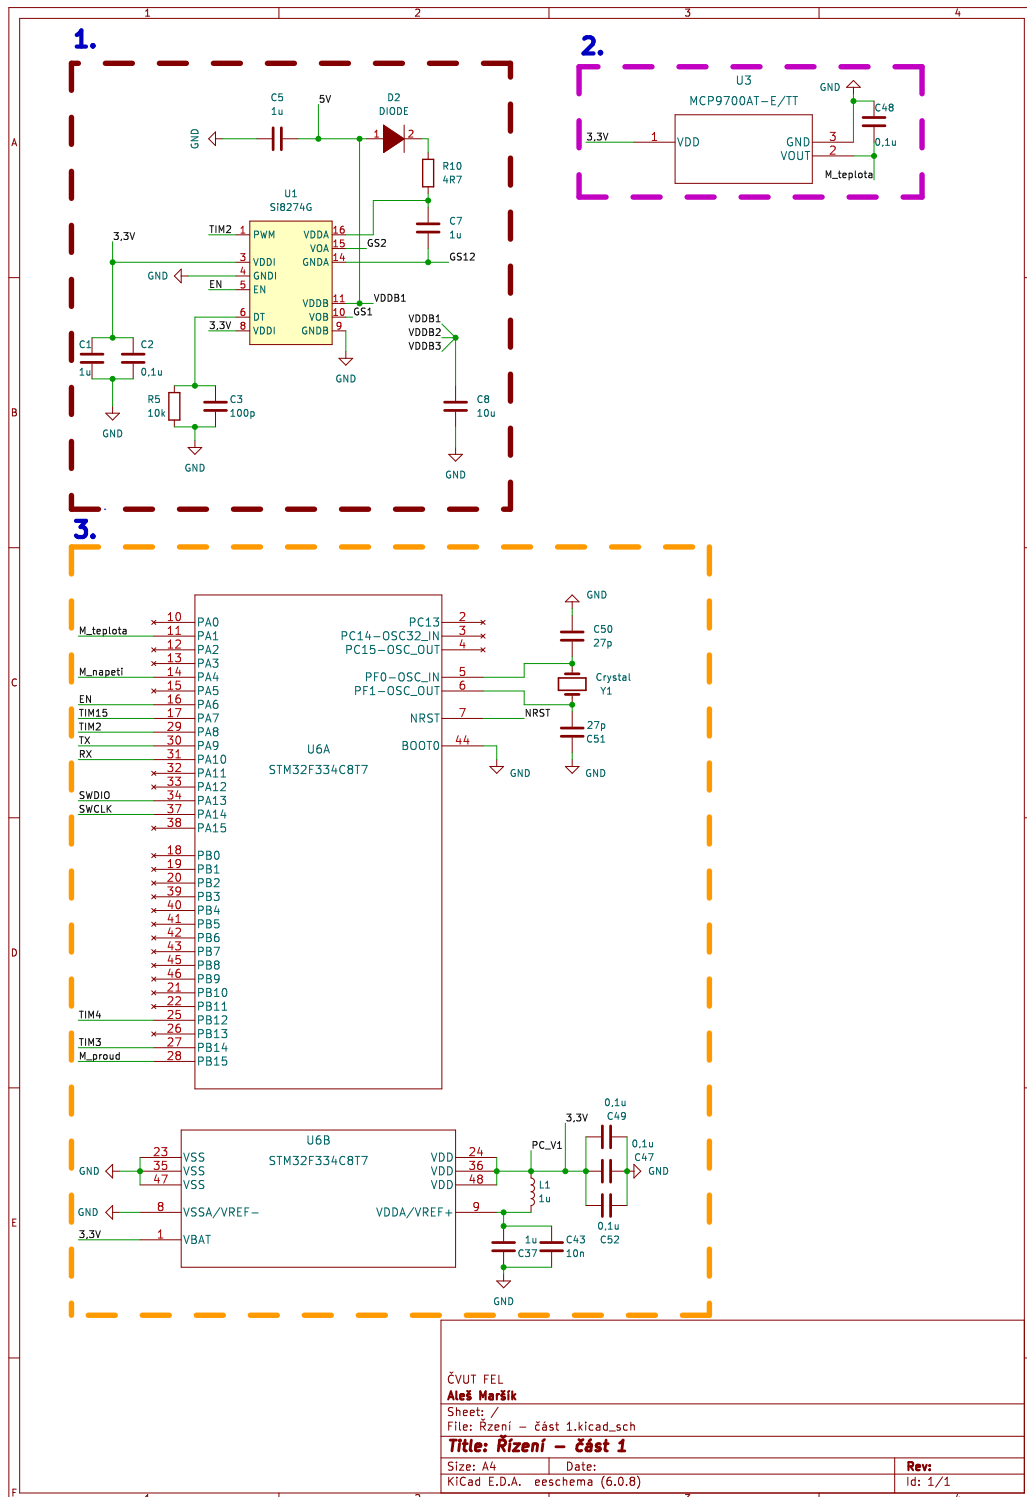 1 2 3 4
A
B
C
D
E
F
1.
C5
1u
5V
D2
DIODE
GND
1 2
R10
4R7
U1
Si8274G
C7
1u
TIM2 1 PWM VDDA 16
VOA 15 GS2
3,3V
3 VDDI GNDA 14 GS12
GND 4 GNDI
EN 5 EN
VDDB 11 VDDB1
6 DT VOB 10 GS1
3,3V 8 VDDI GNDB 9
GND
VDDB1
VDDB2
VDDB3
C1
1u
C2
0,1u
GND
R5
10k
C3
100p
GND
C8
10u
GND
2.
U3
MCP9700AT-E/TT
GND
C48
0,1u
3,3V 1 VDD GND 3
VOUT 2
M_teplota
3.
10 PA0
M_teplota 11 PA1
12 PA2
13 PA3
M_napeti 14 PA4
15 PA5
EN 16 PA6
TIM15 17 PA7
TIM2 29 PA8
TX 30 PA9
RX 31 PA10
32 PA11
33 PA12
SWDIO 34 PA13
SWCLK 37 PA14
38 PA15
18 PB0
19 PB1
20 PB2
39 PB3
40 PB4
41 PB5
42 PB6
43 PB7
45 PB8
46 PB9
21 PB10
22 PB11
TIM4 25 PB12
26 PB13
TIM3 27 PB14
M_proud 28 PB15
U6A
STM32F334C8T7
PC13 2
PC14-OSC32_IN 3
PC15-OSC_OUT 4
PF0-OSC_IN 5
PF1-OSC_OUT 6
NRST 7 NRST
BOOT0 44
GND
GND
C50
27p
Crystal
Y1
27p
C51
GND
U6B
STM32F334C8T7
23 VSS
GND 35 VSS
47 VSS
GND 8 VSSA/VREF-
3,3V 1 VBAT
VDD 24
VDD 36
VDD 48
VDDA/VREF+ 9
PC_V1
3,3V
L1
1u
0,1u
C49
0,1u
C47
GND
0,1u
C52
1u
C37
C43
10n
GND
ČVUT FEL
Aleš Maršík
Sheet: /
File: Řzení - část 1.kicad_sch
Title: Řízení - část 1
Size: A4 Date: Rev:
KiCad E.D.A. eeschema (6.0.8) Id: 1/1
1 2 3 4